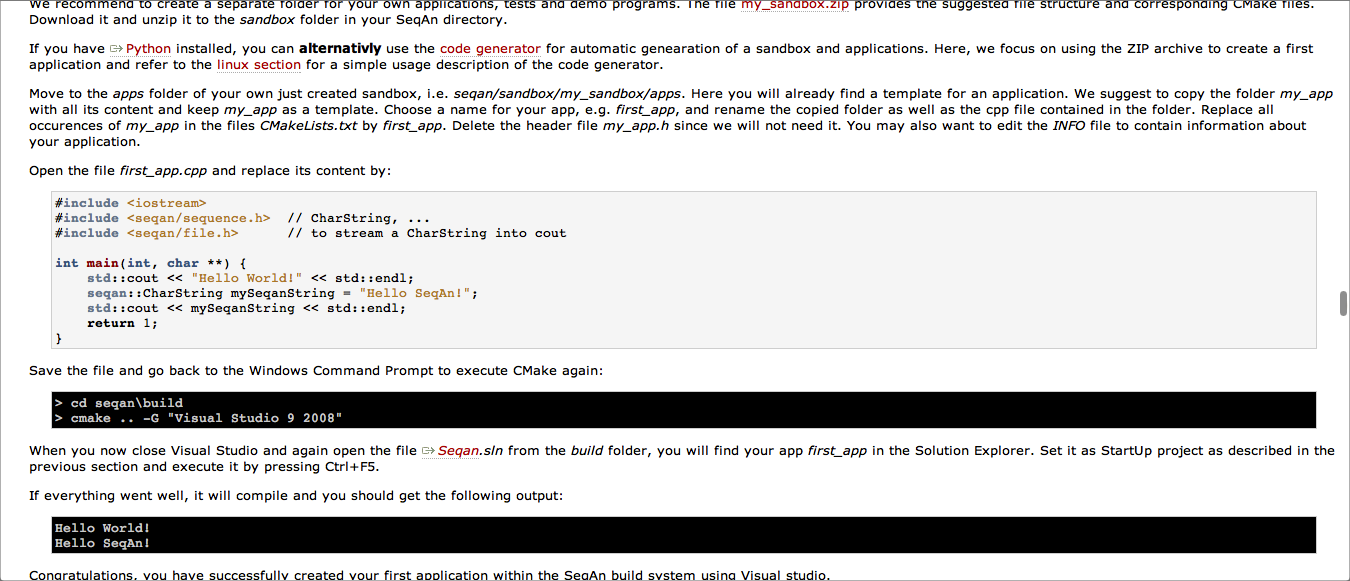 We recommend to create a separate folder for your own applications, tests and demo programs. The file my_sandbox.zip provides the suggested file structure and corresponding CMake files.
Download it and unzip it to the sandbox folder in your SeqAn directory.
If you have Python installed, you can alternativly use the code generator for automatic genearation of a sandbox and applications. Here, we focus on using the ZIP archive to create a first
application and refer to the linux section for a simple usage description of the code generator.
Move to the apps folder of your own just created sandbox, i.e. seqan/sandbox/my_sandbox/apps. Here you will already find a template for an application. We suggest to copy the folder my_app
with all its content and keep my_app as a template. Choose a name for your app, e.g. first_app, and rename the copied folder as well as the cpp file contained in the folder. Replace all
occurences of my_app in the files CMakeLists.txt by first_app. Delete the header file my_app.h since we will not need it. You may also want to edit the INFO file to contain information about
your application.
Open the file first_app.cpp and replace its content by:
#include <iostream>
#include <seqan/sequence.h>  // CharString, ...
#include <seqan/file.h>      // to stream a CharString into cout
int main(int, char **) {
    std::cout << "Hello World!" << std::endl;
    seqan::CharString mySeqanString = "Hello SeqAn!";
    std::cout << mySeqanString << std::endl;
    return 1;
}
Save the file and go back to the Windows Command Prompt to execute CMake again:
> cd seqan\build
> cmake .. -G "Visual Studio 9 2008"
When you now close Visual Studio and again open the file Seqan.sln from the build folder, you will find your app first_app in the Solution Explorer. Set it as StartUp project as described in the
previous section and execute it by pressing Ctrl+F5.
If everything went well, it will compile and you should get the following output:
Hello World!
Hello SeqAn!
Congratulations, you have successfully created your first application within the SeqAn build system using Visual studio.